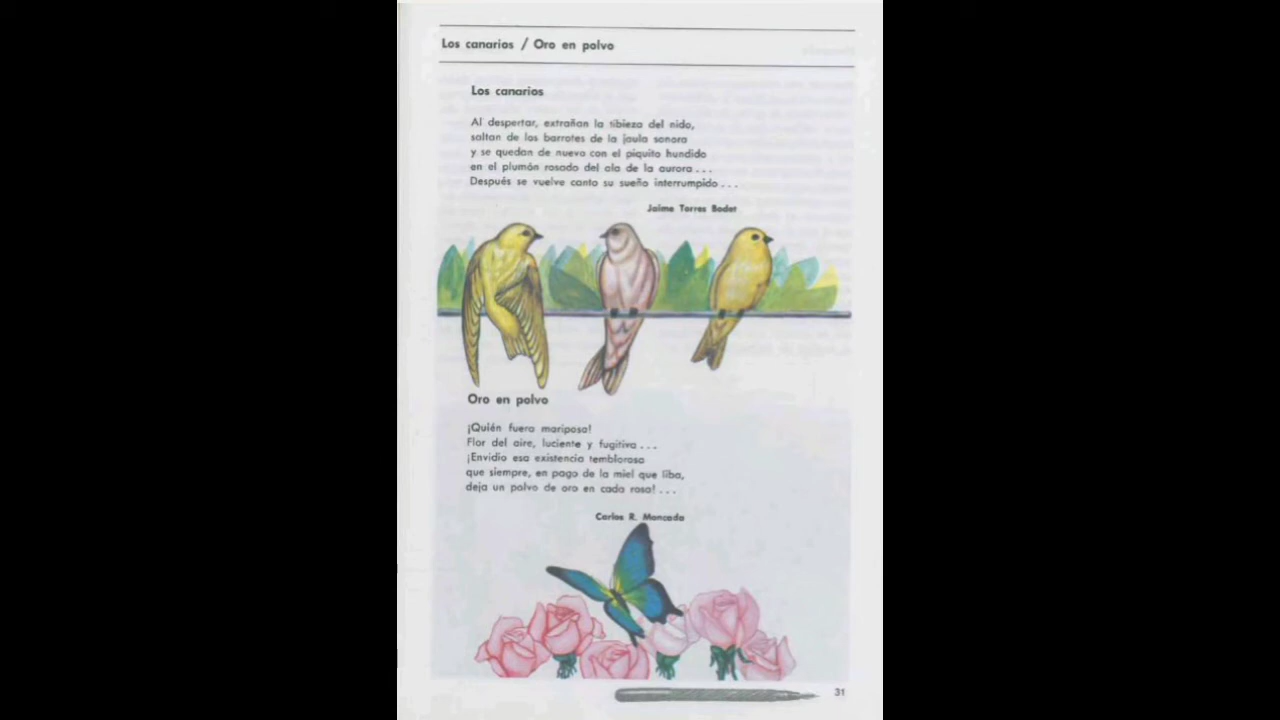 Los canarios / Oro en polvo
Los canarios
Al despertar, extrañan la tibieza del nido,
saltan de los barrotes de la jaula sonora
y se quedan de nuevo con el piquito hundido
en el plumón rosado del ala de la aurora...
Después se vuelve canto su sueño interrumpido...
Jaime Torres Bodet
Oro en polvo
¡Quién fuera mariposa!
Flor del aire, luciente y fugitiva...
¡Envidio esa existencia temblorosa
que siempre, en pago de la miel que liba,
deja un polvo de oro en cada rosa!...
Carlos R. Moncada
31